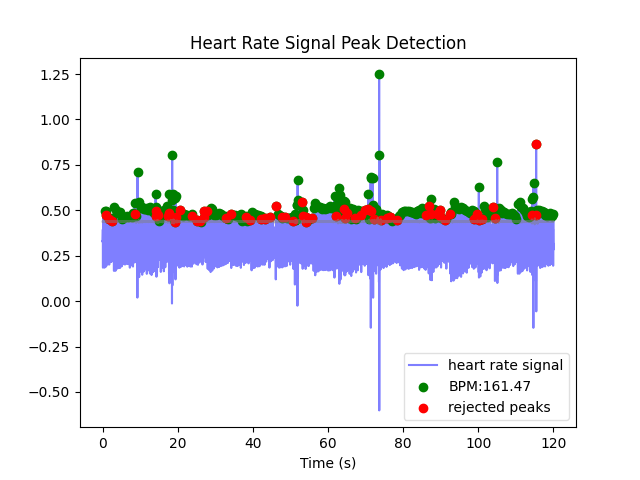 Heart Rate Signal Peak Detection
1.25
1.00
0.75
0.50
0.25
0.00
−0.25
−0.50
heart rate signal
BPM:161.47
rejected peaks
0 20 40 60 80 100 120
Time (s)